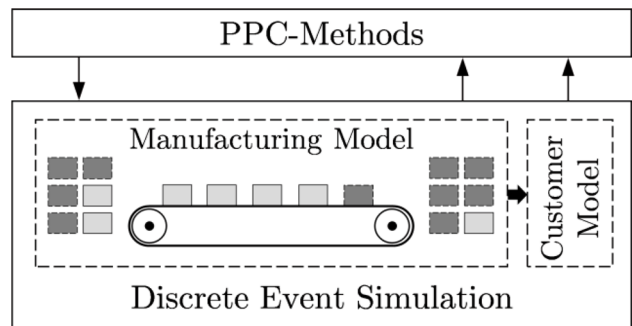 PPC-Methods
Manufacturing Model
Customer
Model
Discrete Event Simulation